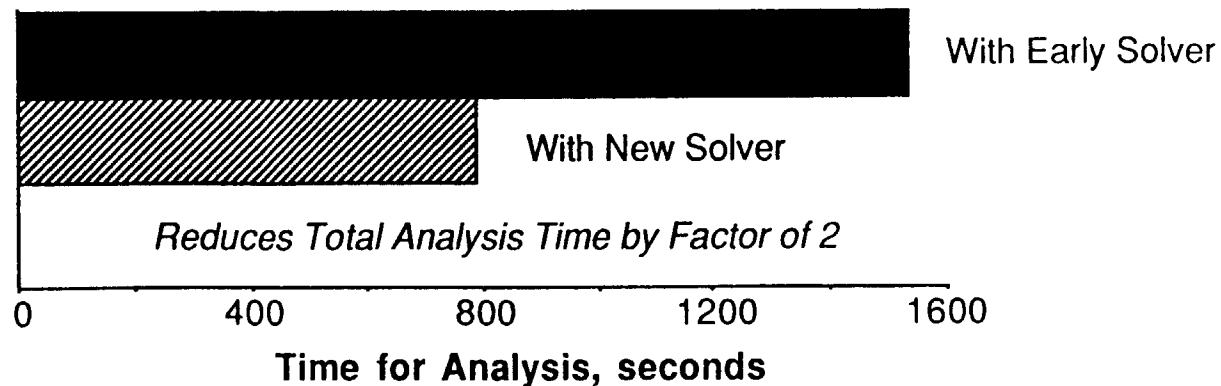 With Early Solver
With New Solver
Reduces Total Analysis Time by Factor of 2
0 400 800 1200 1600
Time for Analysis, seconds